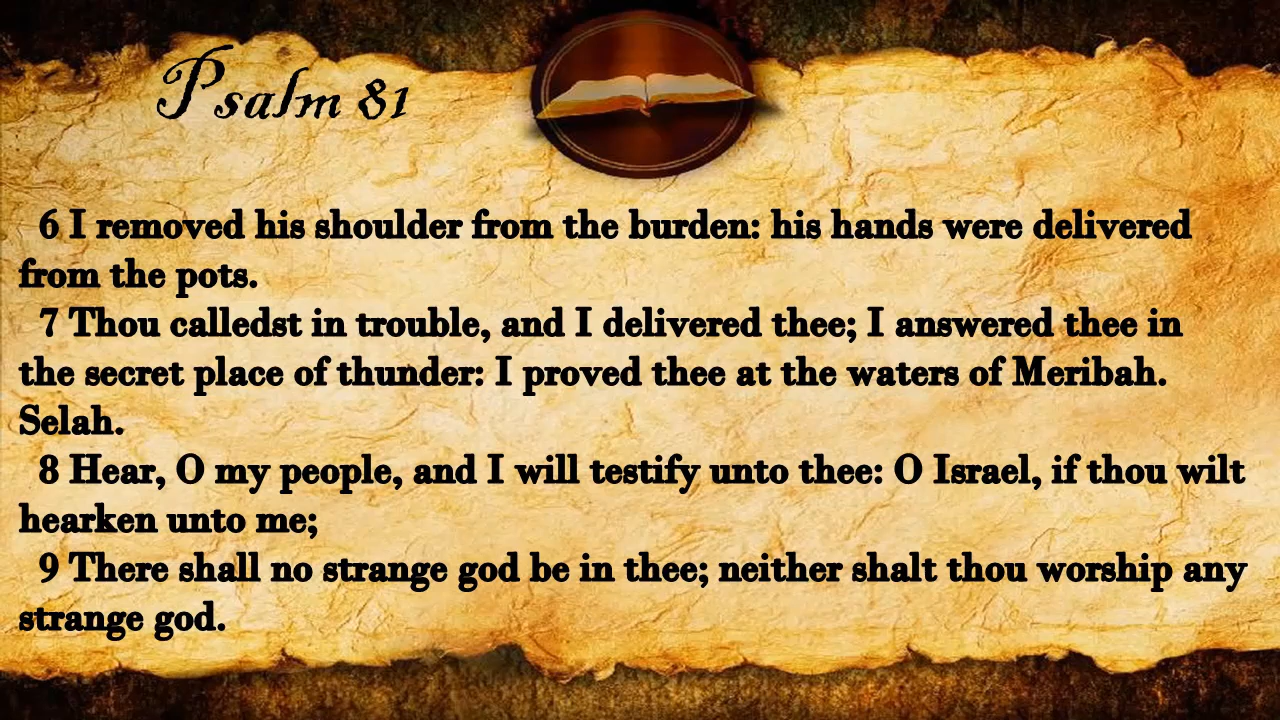 Psalm 81
6 I removed his shoulder from the burden: his hands were delivered
from the pots.
7 Thou calledst in trouble, and I delivered thee; I answered thee in
the secret place of thunder: I proved thee at the waters of Meribah.
Selah.
8 Hear, O my people, and I will testify unto thee: O Israel, if thou wilt
hearken unto me;
9 There shall no strange god be in thee; neither shalt thou worship any
strange god.